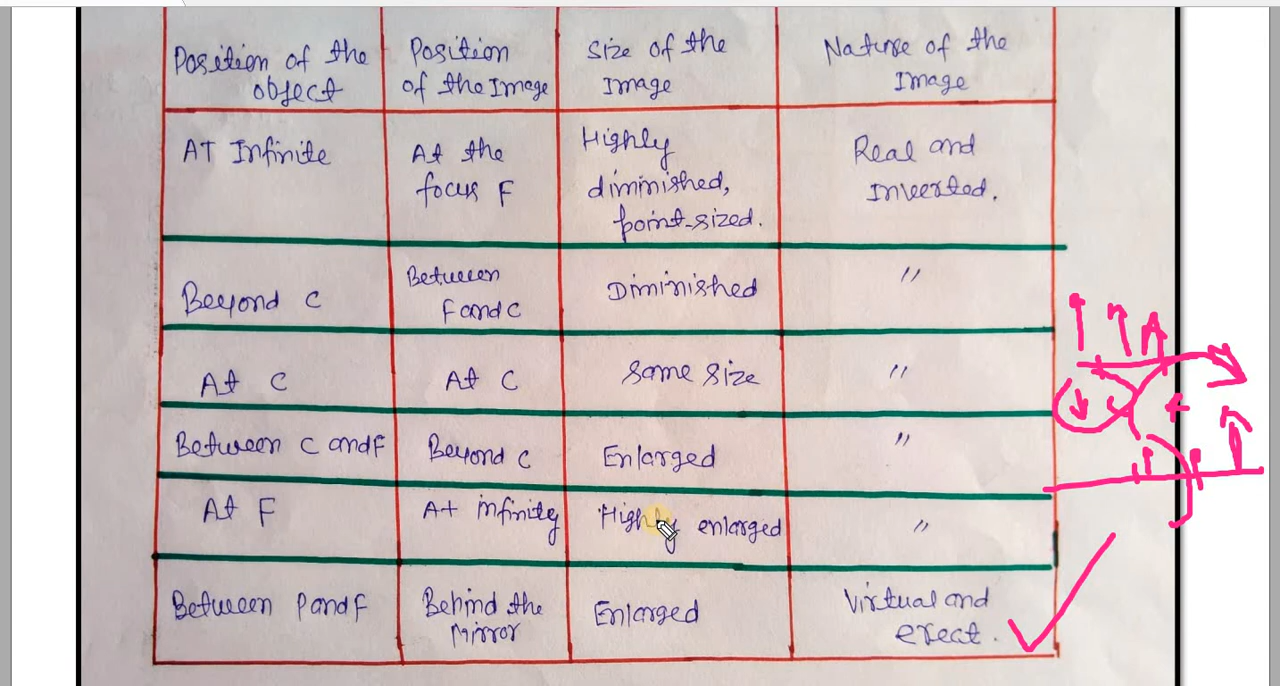 Position of the
object
Position
of the Image
Size of the
Image
Nature of the
Image
AT Infinite
At the
focus F
Highly
diminished,
point-sized.
Real and
Inverted.
Beyond C
Between
F and C
Diminished
"
At C
At C
Same size
"
Between C and F
Beyond C
Enlarged
"
At F
At infinity
Highly enlarged
"
Between P and F
Behind the
Mirror
Enlarged
Virtual and
erect.